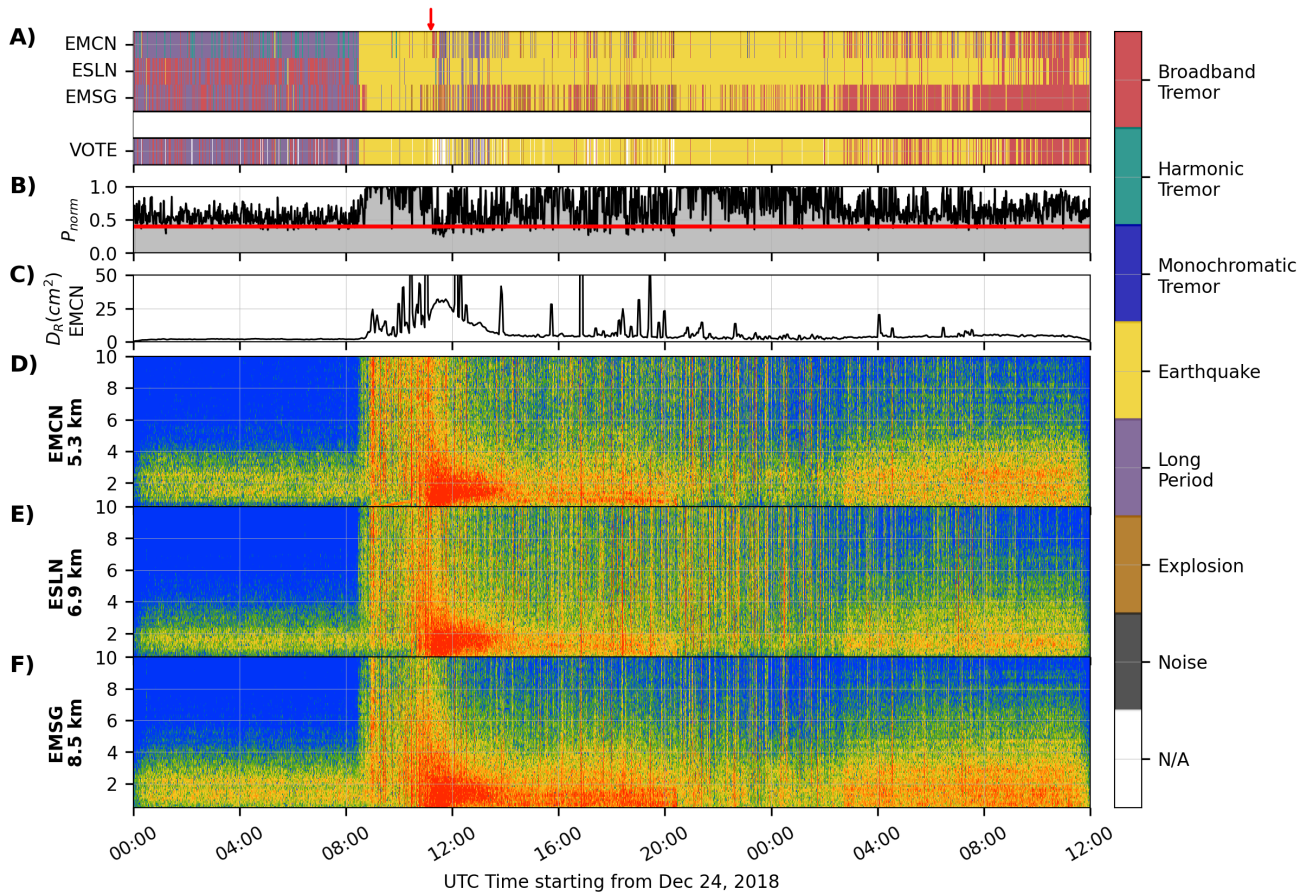 A)
EMCN
ESLN
EMSG
VOTE
B)
1.0
0.5
0.0
P_norm
C)
50
25
0
D_R(cm²)
EMCN
D)
10
8
6
4
2
EMCN
5.3 km
E)
10
8
6
4
2
ESLN
6.9 km
F)
10
8
6
4
2
EMSG
8.5 km
00:00
04:00
08:00
12:00
16:00
20:00
00:00
04:00
08:00
12:00
UTC Time starting from Dec 24, 2018
Broadband
Tremor
Harmonic
Tremor
Monochromatic
Tremor
Earthquake
Long
Period
Explosion
Noise
N/A